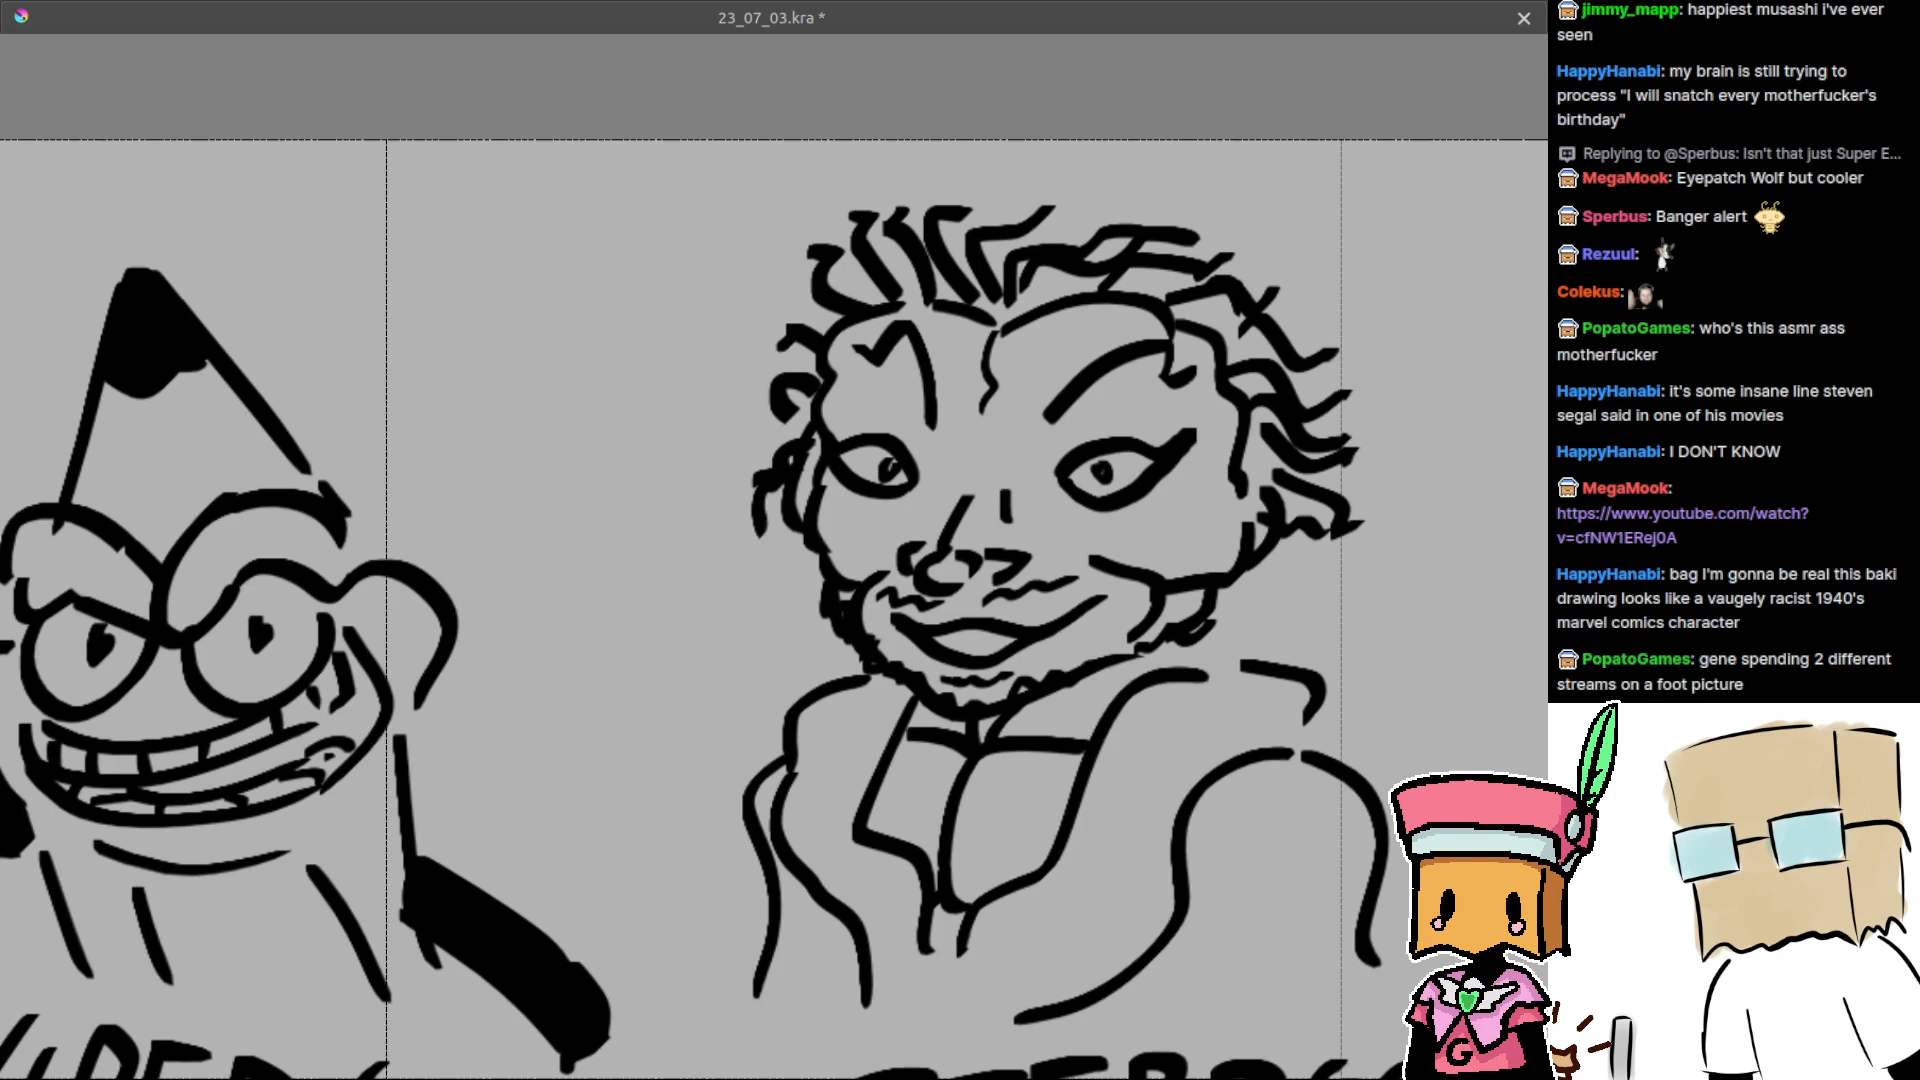 23_07_03.kra *
jimmy_mapp: happiest musashi i've ever
seen
HappyHanabi: my brain is still trying to
process "I will snatch every motherfucker's
birthday"
Replying to @Sperbus: Isn't that just Super E...
MegaMook: Eyepatch Wolf but cooler
Sperbus: Banger alert
Rezuul:
Colekus:
PopatoGames: who's this asmr ass
motherfucker
HappyHanabi: it's some insane line steven
segal said in one of his movies
HappyHanabi: I DON'T KNOW
MegaMook:
https://www.youtube.com/watch?
v=cfNW1ERej0A
HappyHanabi: bag I'm gonna be real this baki
drawing looks like a vaugely racist 1940's
marvel comics character
PopatoGames: gene spending 2 different
streams on a foot picture
G